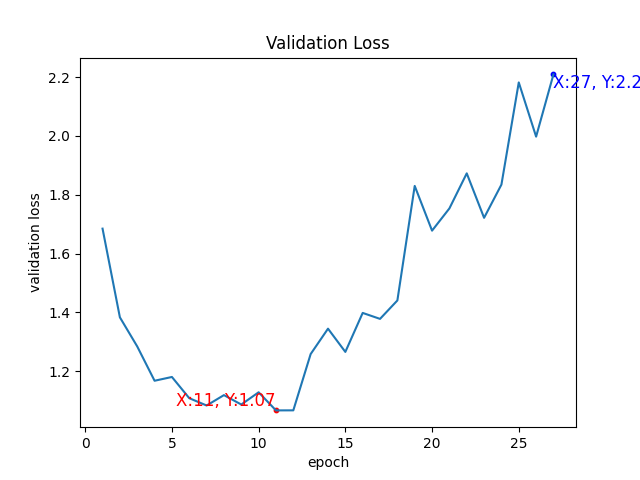 Validation Loss
validation loss
2.2
2.0
1.8
1.6
1.4
1.2
X:27, Y:2.2
X:11, Y:1.07
0 5 10 15 20 25
epoch